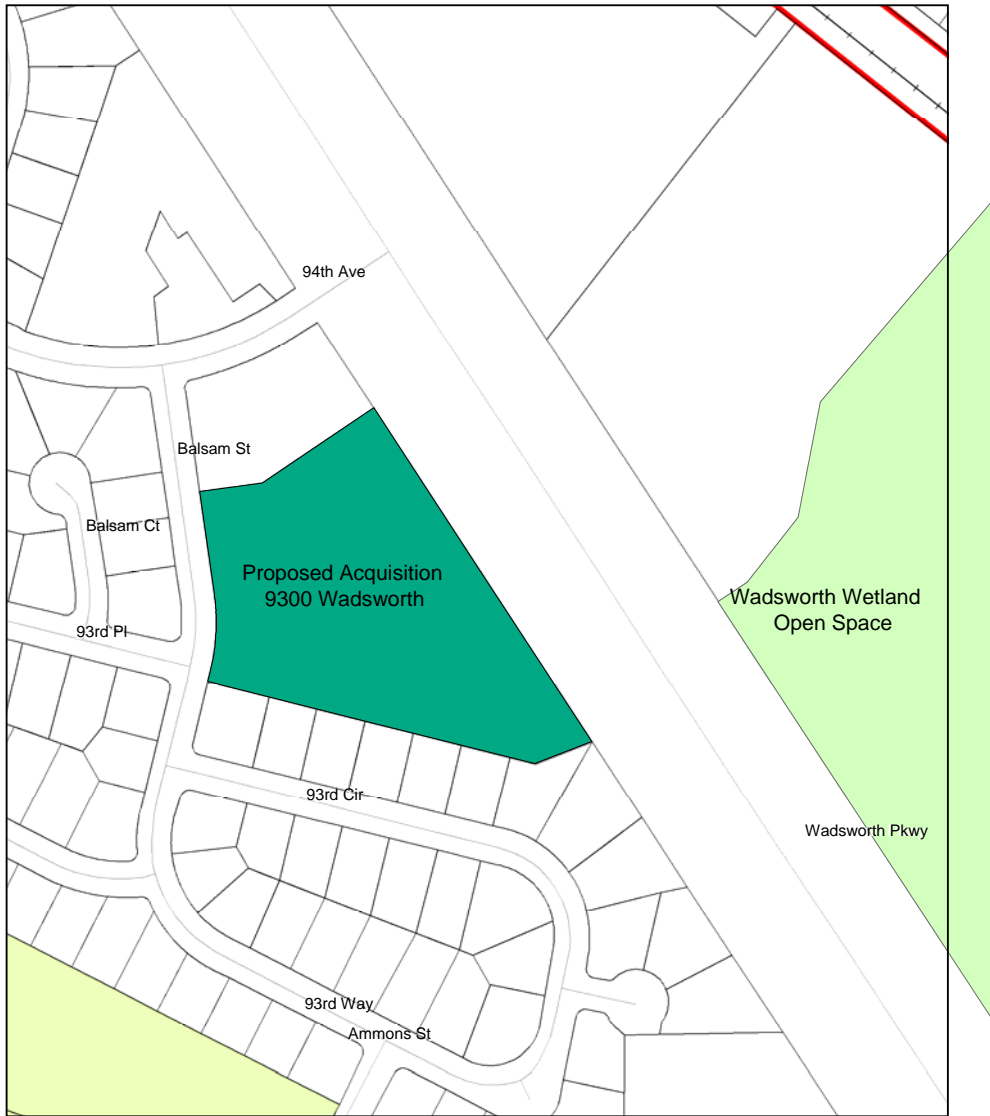 94th Ave
Balsam St
Balsam Ct
Proposed Acquisition
9300 Wadsworth
Wadsworth Wetland
Open Space
93rd Pl
93rd Cir
Wadsworth Pkwy
93rd Way
Ammons St